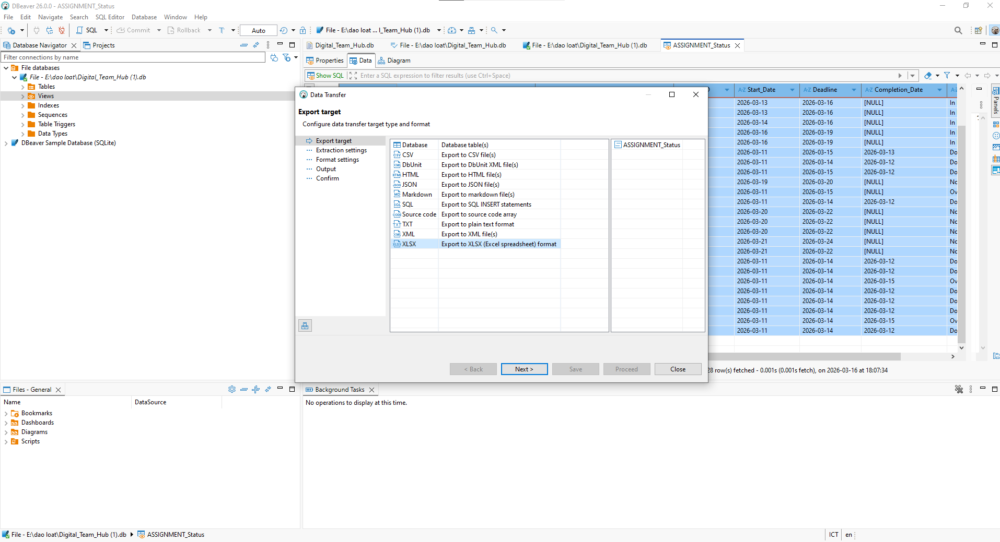 DBeaver 26.0.0 - ASSIGNMENT_Status
File Edit Navigate Search SQL Editor Database Window Help
SQL Commit Rollback Auto File - E:\dao loat ... l_Team_Hub (1).db
Database Navigator Projects
Filter connections by name
File databases
File - E:\dao loat\Digital_Team_Hub (1).db
Tables
Views
Indexes
Sequences
Table Triggers
Data Types
DBeaver Sample Database (SQLite)
Digital_Team_Hub.db File - E:\dao loat\Digital_Team_Hub.db File - E:\dao loat\Digital_Team_Hub (1).db ASSIGNMENT_Status
Properties Data Diagram
Show SQL Enter a SQL expression to filter results (use Ctrl+Space)
A-Z Start_Date A-Z Deadline A-Z Completion_Date A-Z
2026-03-13 2026-03-16 [NULL] In
2026-03-13 2026-03-16 [NULL] In
2026-03-14 2026-03-16 [NULL] In
2026-03-16 2026-03-19 [NULL] In
2026-03-16 2026-03-19 [NULL] In
2026-03-11 2026-03-15 2026-03-13 Do
2026-03-11 2026-03-14 2026-03-12 Do
2026-03-11 2026-03-15 2026-03-12 Do
2026-03-19 2026-03-20 [NULL] No
2026-03-11 2026-03-15 [NULL] Ov
2026-03-11 2026-03-14 2026-03-12 Do
2026-03-20 2026-03-22 [NULL] No
2026-03-20 2026-03-22 [NULL] No
2026-03-20 2026-03-22 [NULL] No
2026-03-21 2026-03-24 [NULL] No
2026-03-21 2026-03-22 [NULL] No
2026-03-11 2026-03-14 2026-03-12 Do
2026-03-11 2026-03-14 2026-03-12 Do
2026-03-11 2026-03-14 2026-03-15 Ov
2026-03-11 2026-03-14 2026-03-12 Do
2026-03-11 2026-03-14 2026-03-12 Do
2026-03-11 2026-03-14 2026-03-12 Do
2026-03-11 2026-03-14 2026-03-15 Ov
2026-03-11 2026-03-14 2026-03-12 Do
28 row(s) fetched - 0.001s (0.001s fetch), on 2026-03-16 at 18:07:34
Panels
Data Transfer
Export target
Configure data transfer target type and format
Export target
Extraction settings
Format settings
Output
Confirm
Database Database table(s)
CSV Export to CSV file(s)
DbUnit Export to DbUnit XML file(s)
HTML Export to HTML file(s)
JSON Export to JSON file(s)
Markdown Export to markdown file(s)
SQL Export to SQL INSERT statements
Source code Export to source code array
TXT Export to plain text format
XML Export to XML file(s)
XLSX Export to XLSX (Excel spreadsheet) format
ASSIGNMENT_Status
< Back Next > Save Proceed Close
Files - General
Name DataSource
Bookmarks
Dashboards
Diagrams
Scripts
Background Tasks
No operations to display at this time.
File - E:\dao loat\Digital_Team_Hub (1).db ASSIGNMENT_Status
ICT en